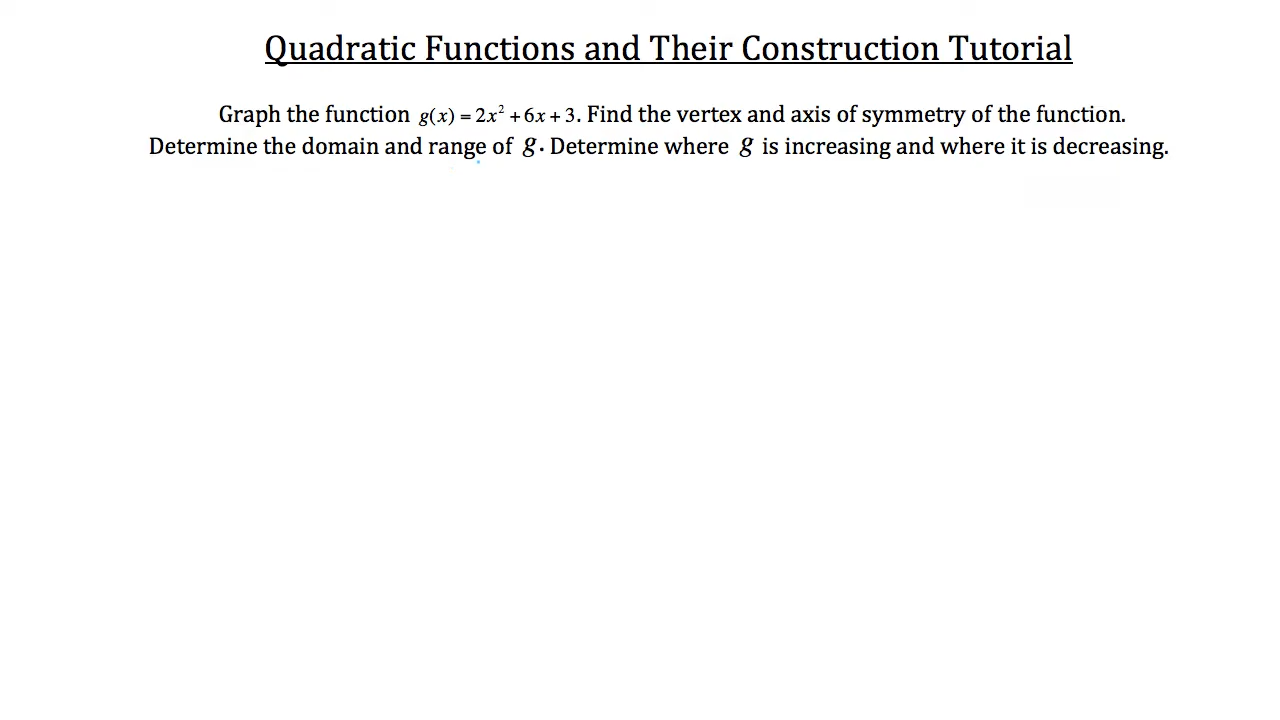 Quadratic Functions and Their Construction Tutorial
Graph the function g(x) = 2x² + 6x + 3. Find the vertex and axis of symmetry of the function.
Determine the domain and range of g. Determine where g is increasing and where it is decreasing.